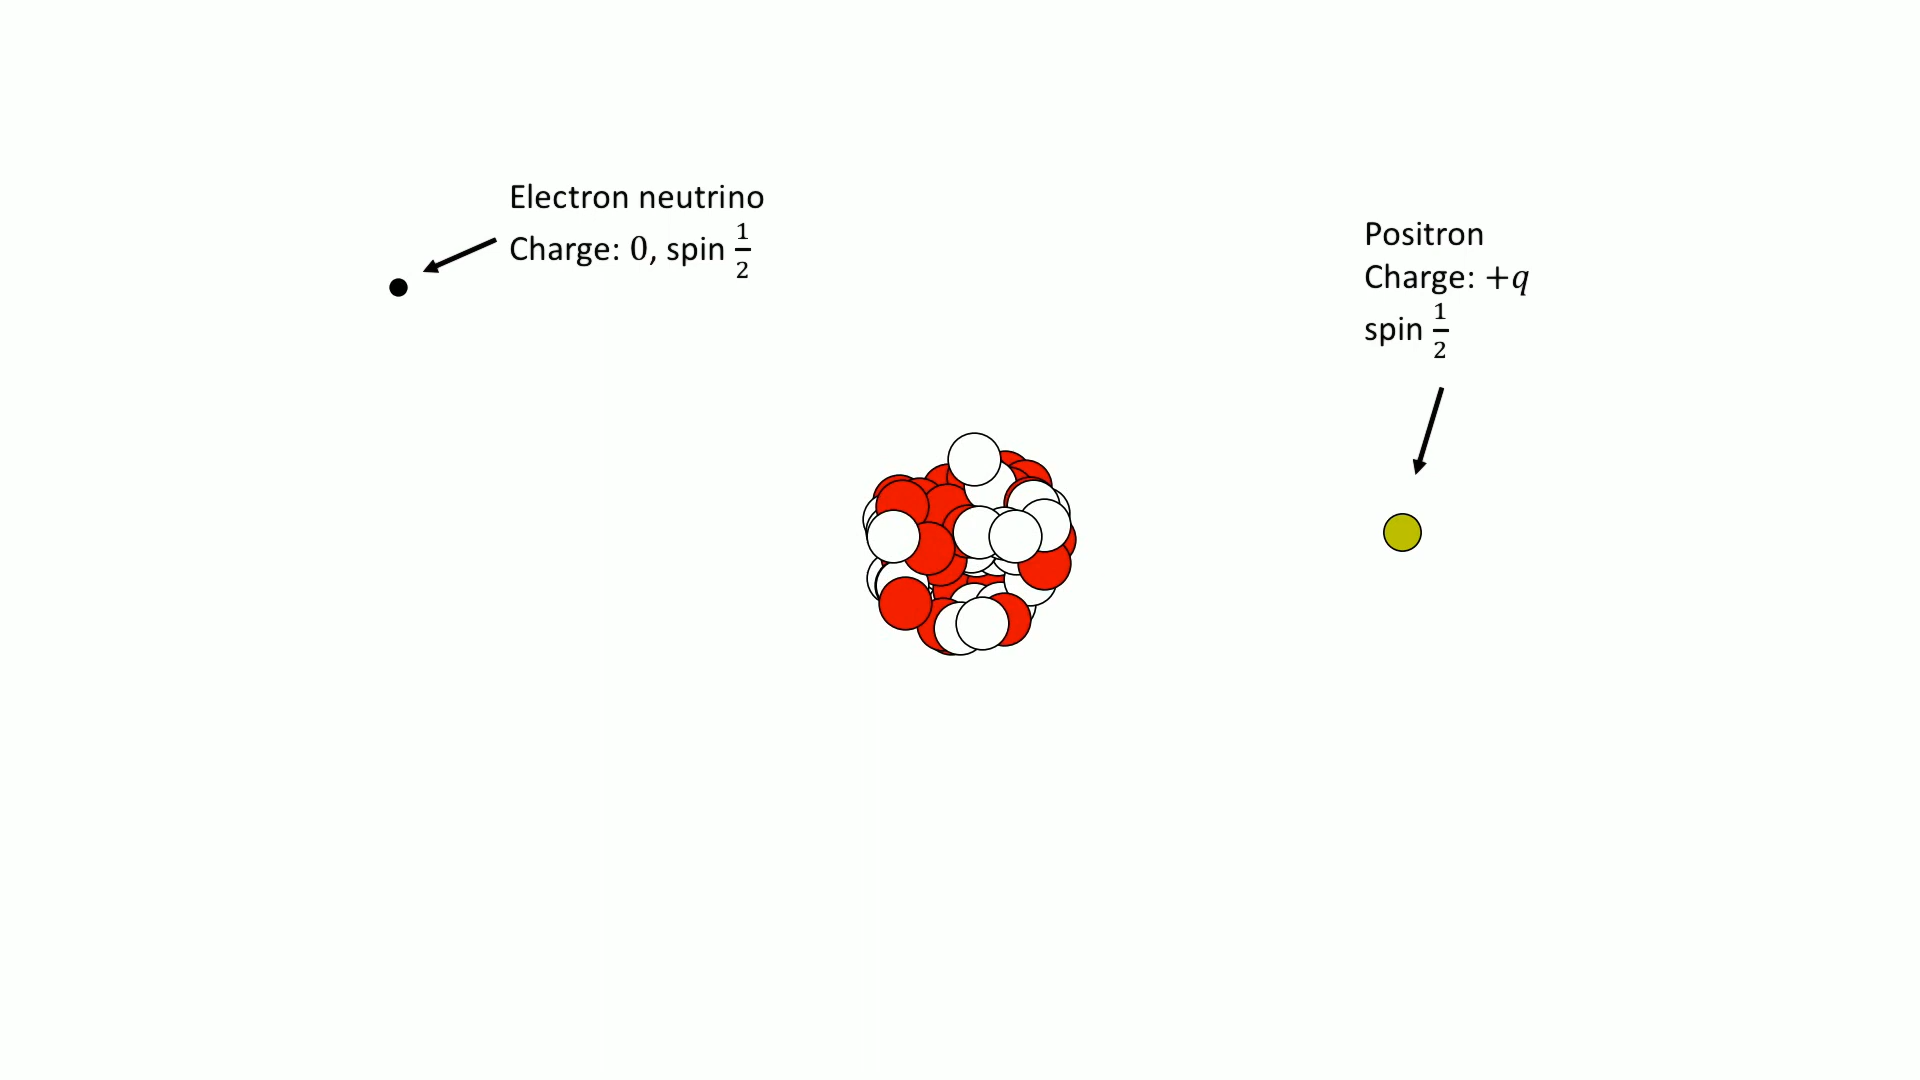 Electron neutrino
Charge: 0, spin 1/2
Positron
Charge: +q
spin 1/2